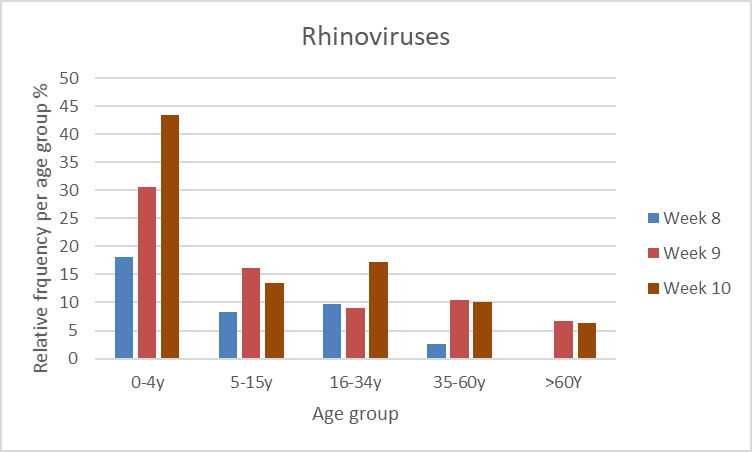 Rhinoviruses
Relative frquency per age group %
50
45
40
35
30
25
20
15
10
5
0
0-4y
5-15y
16-34y
35-60y
>60Y
Age group
Week 8
Week 9
Week 10